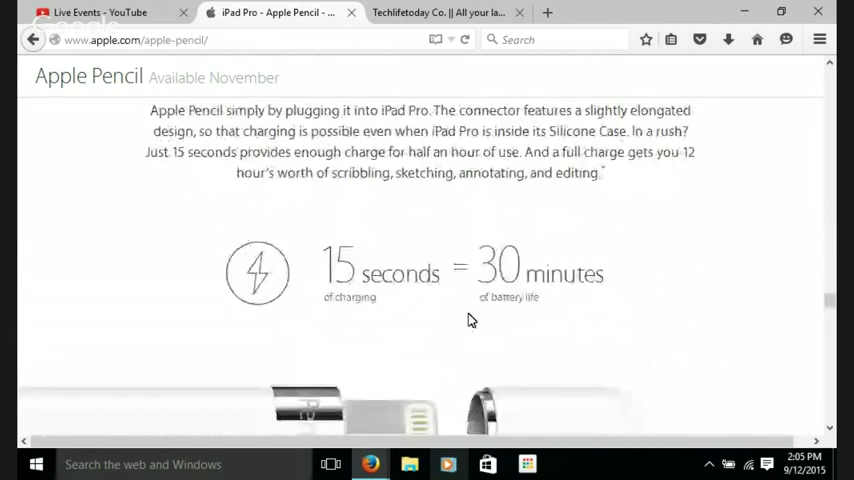 Live Events - YouTube
iPad Pro - Apple Pencil - ...
Techlifetoday Co. || All your la...
Google
www.apple.com/apple-pencil/
Search
Apple Pencil Available November
Apple Pencil simply by plugging it into iPad Pro. The connector features a slightly elongated
design, so that charging is possible even when iPad Pro is inside its Silicone Case. In a rush?
Just 15 seconds provides enough charge for half an hour of use. And a full charge gets you 12
hour's worth of scribbling, sketching, annotating, and editing.*
15 seconds = 30 minutes
of charging
of battery life
Search the web and Windows
2:05 PM
9/12/2015